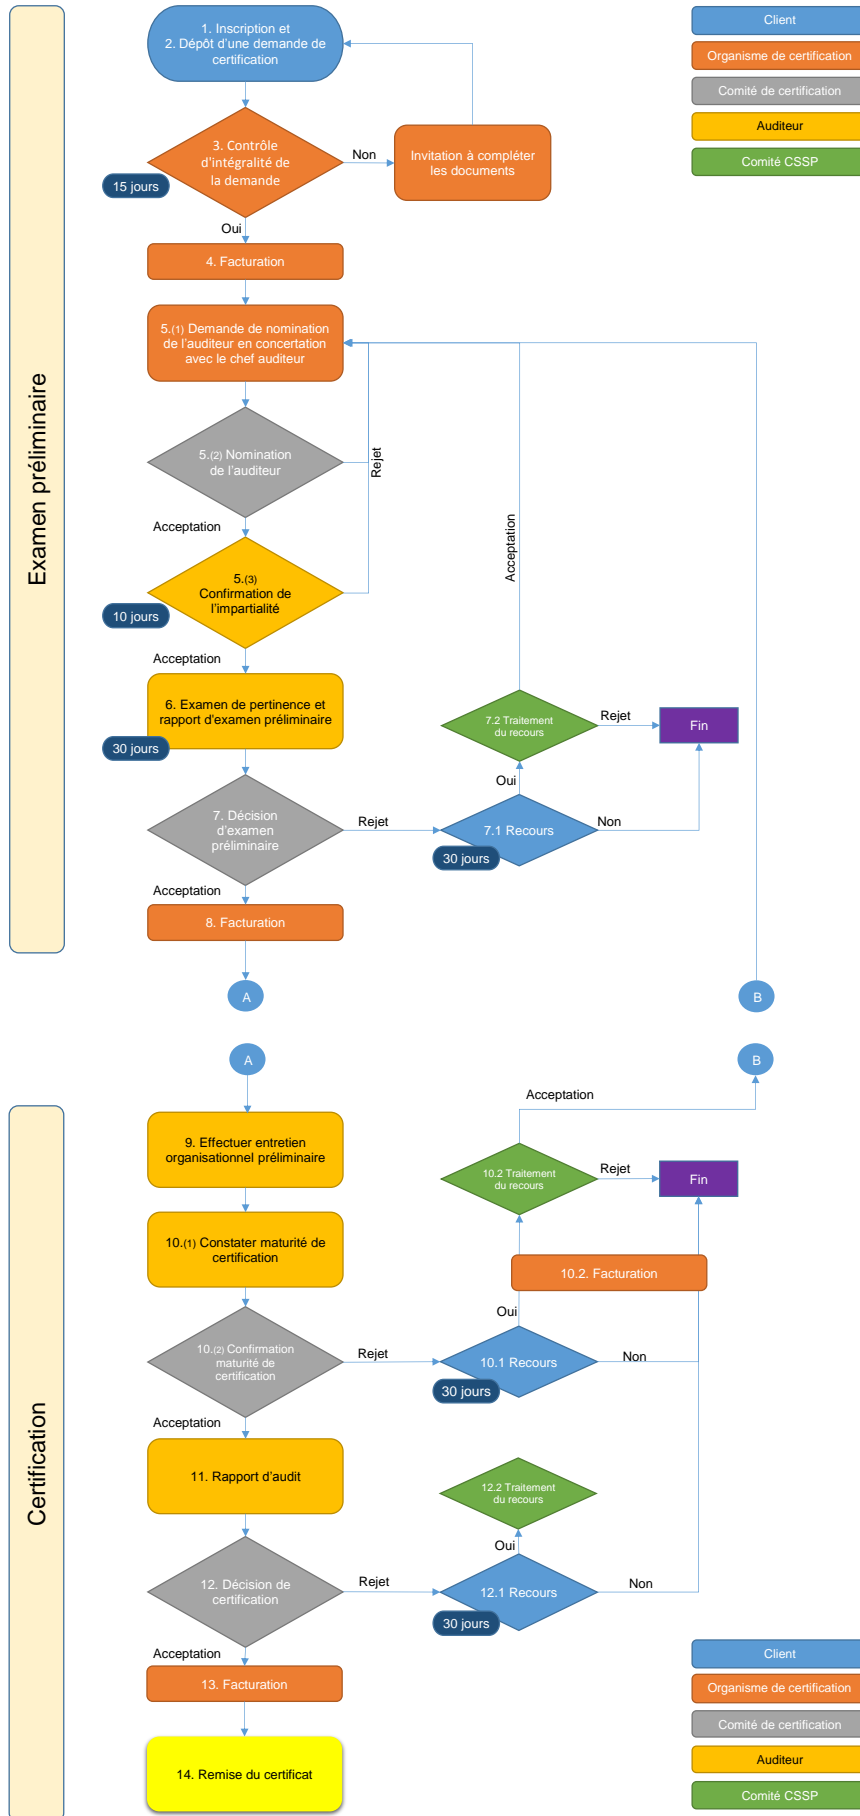 1. Inscription et
2. Dépôt d'une demande de
certification
Client
Organisme de certification
Comité de certification
Auditeur
Comité CSSP
3. Contrôle
d'intégralité de
la demande
15 jours
Non
Invitation à compléter
les documents
Oui
4. Facturation
5.(1) Demande de nomination
de l'auditeur en concertation
avec le chef auditeur
Examen préliminaire
5.(2) Nomination
de l'auditeur
Rejet
Acceptation
5.(3)
Confirmation de
l'impartialité
10 jours
Acceptation
Acceptation
6. Examen de pertinence et
rapport d'examen préliminaire
30 jours
7.2 Traitement
du recours
Rejet
Fin
Oui
7. Décision
d'examen
préliminaire
Rejet
7.1 Recours
30 jours
Non
Acceptation
8. Facturation
A
B
A
B
Acceptation
9. Effectuer entretien
organisationnel préliminaire
10.2 Traitement
du recours
Rejet
Fin
10.(1) Constater maturité de
certification
10.2. Facturation
Oui
10.(2) Confirmation
maturité de
certification
Rejet
10.1 Recours
30 jours
Non
Acceptation
Certification
11. Rapport d'audit
12.2 Traitement
du recours
Oui
12. Décision de
certification
Rejet
12.1 Recours
30 jours
Non
Acceptation
13. Facturation
14. Remise du certificat
Client
Organisme de certification
Comité de certification
Auditeur
Comité CSSP